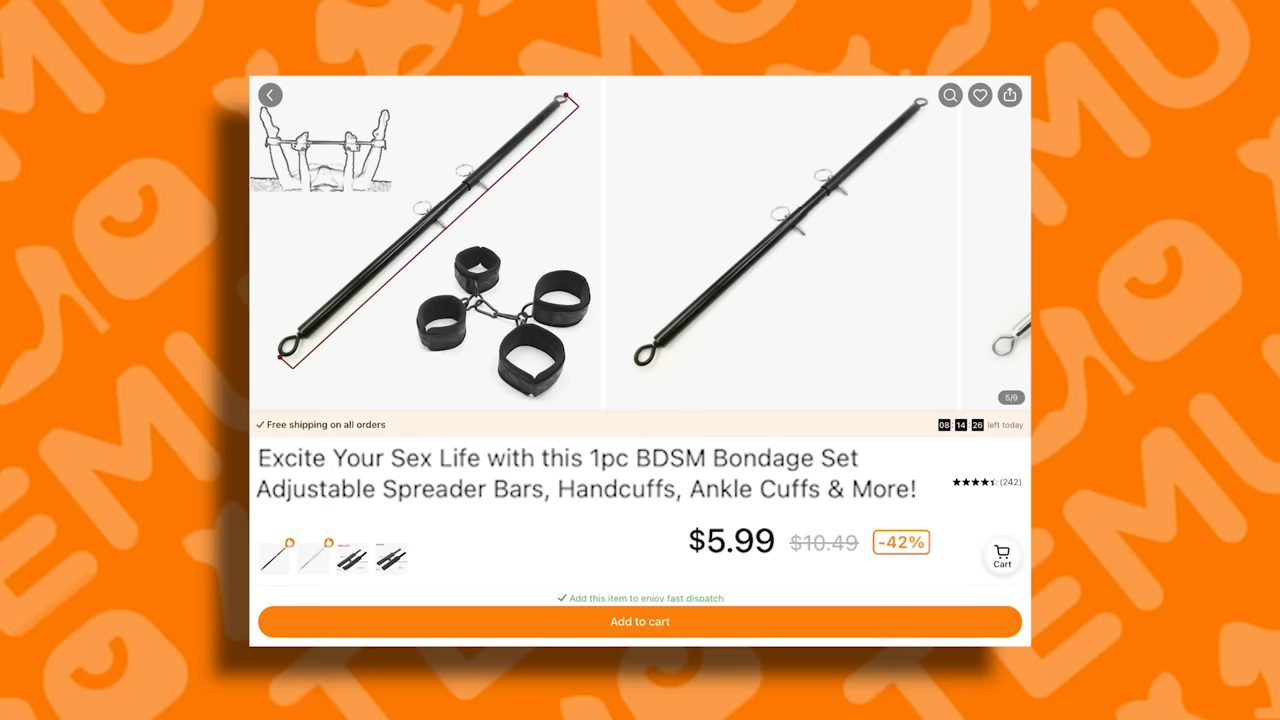 5/9
Free shipping on all orders
08 14 26 left today
Excite Your Sex Life with this 1pc BDSM Bondage Set
Adjustable Spreader Bars, Handcuffs, Ankle Cuffs & More!
(242)
$5.99 $10.49 -42%
Cart
Add this item to enjoy fast dispatch
Add to cart
TEMU